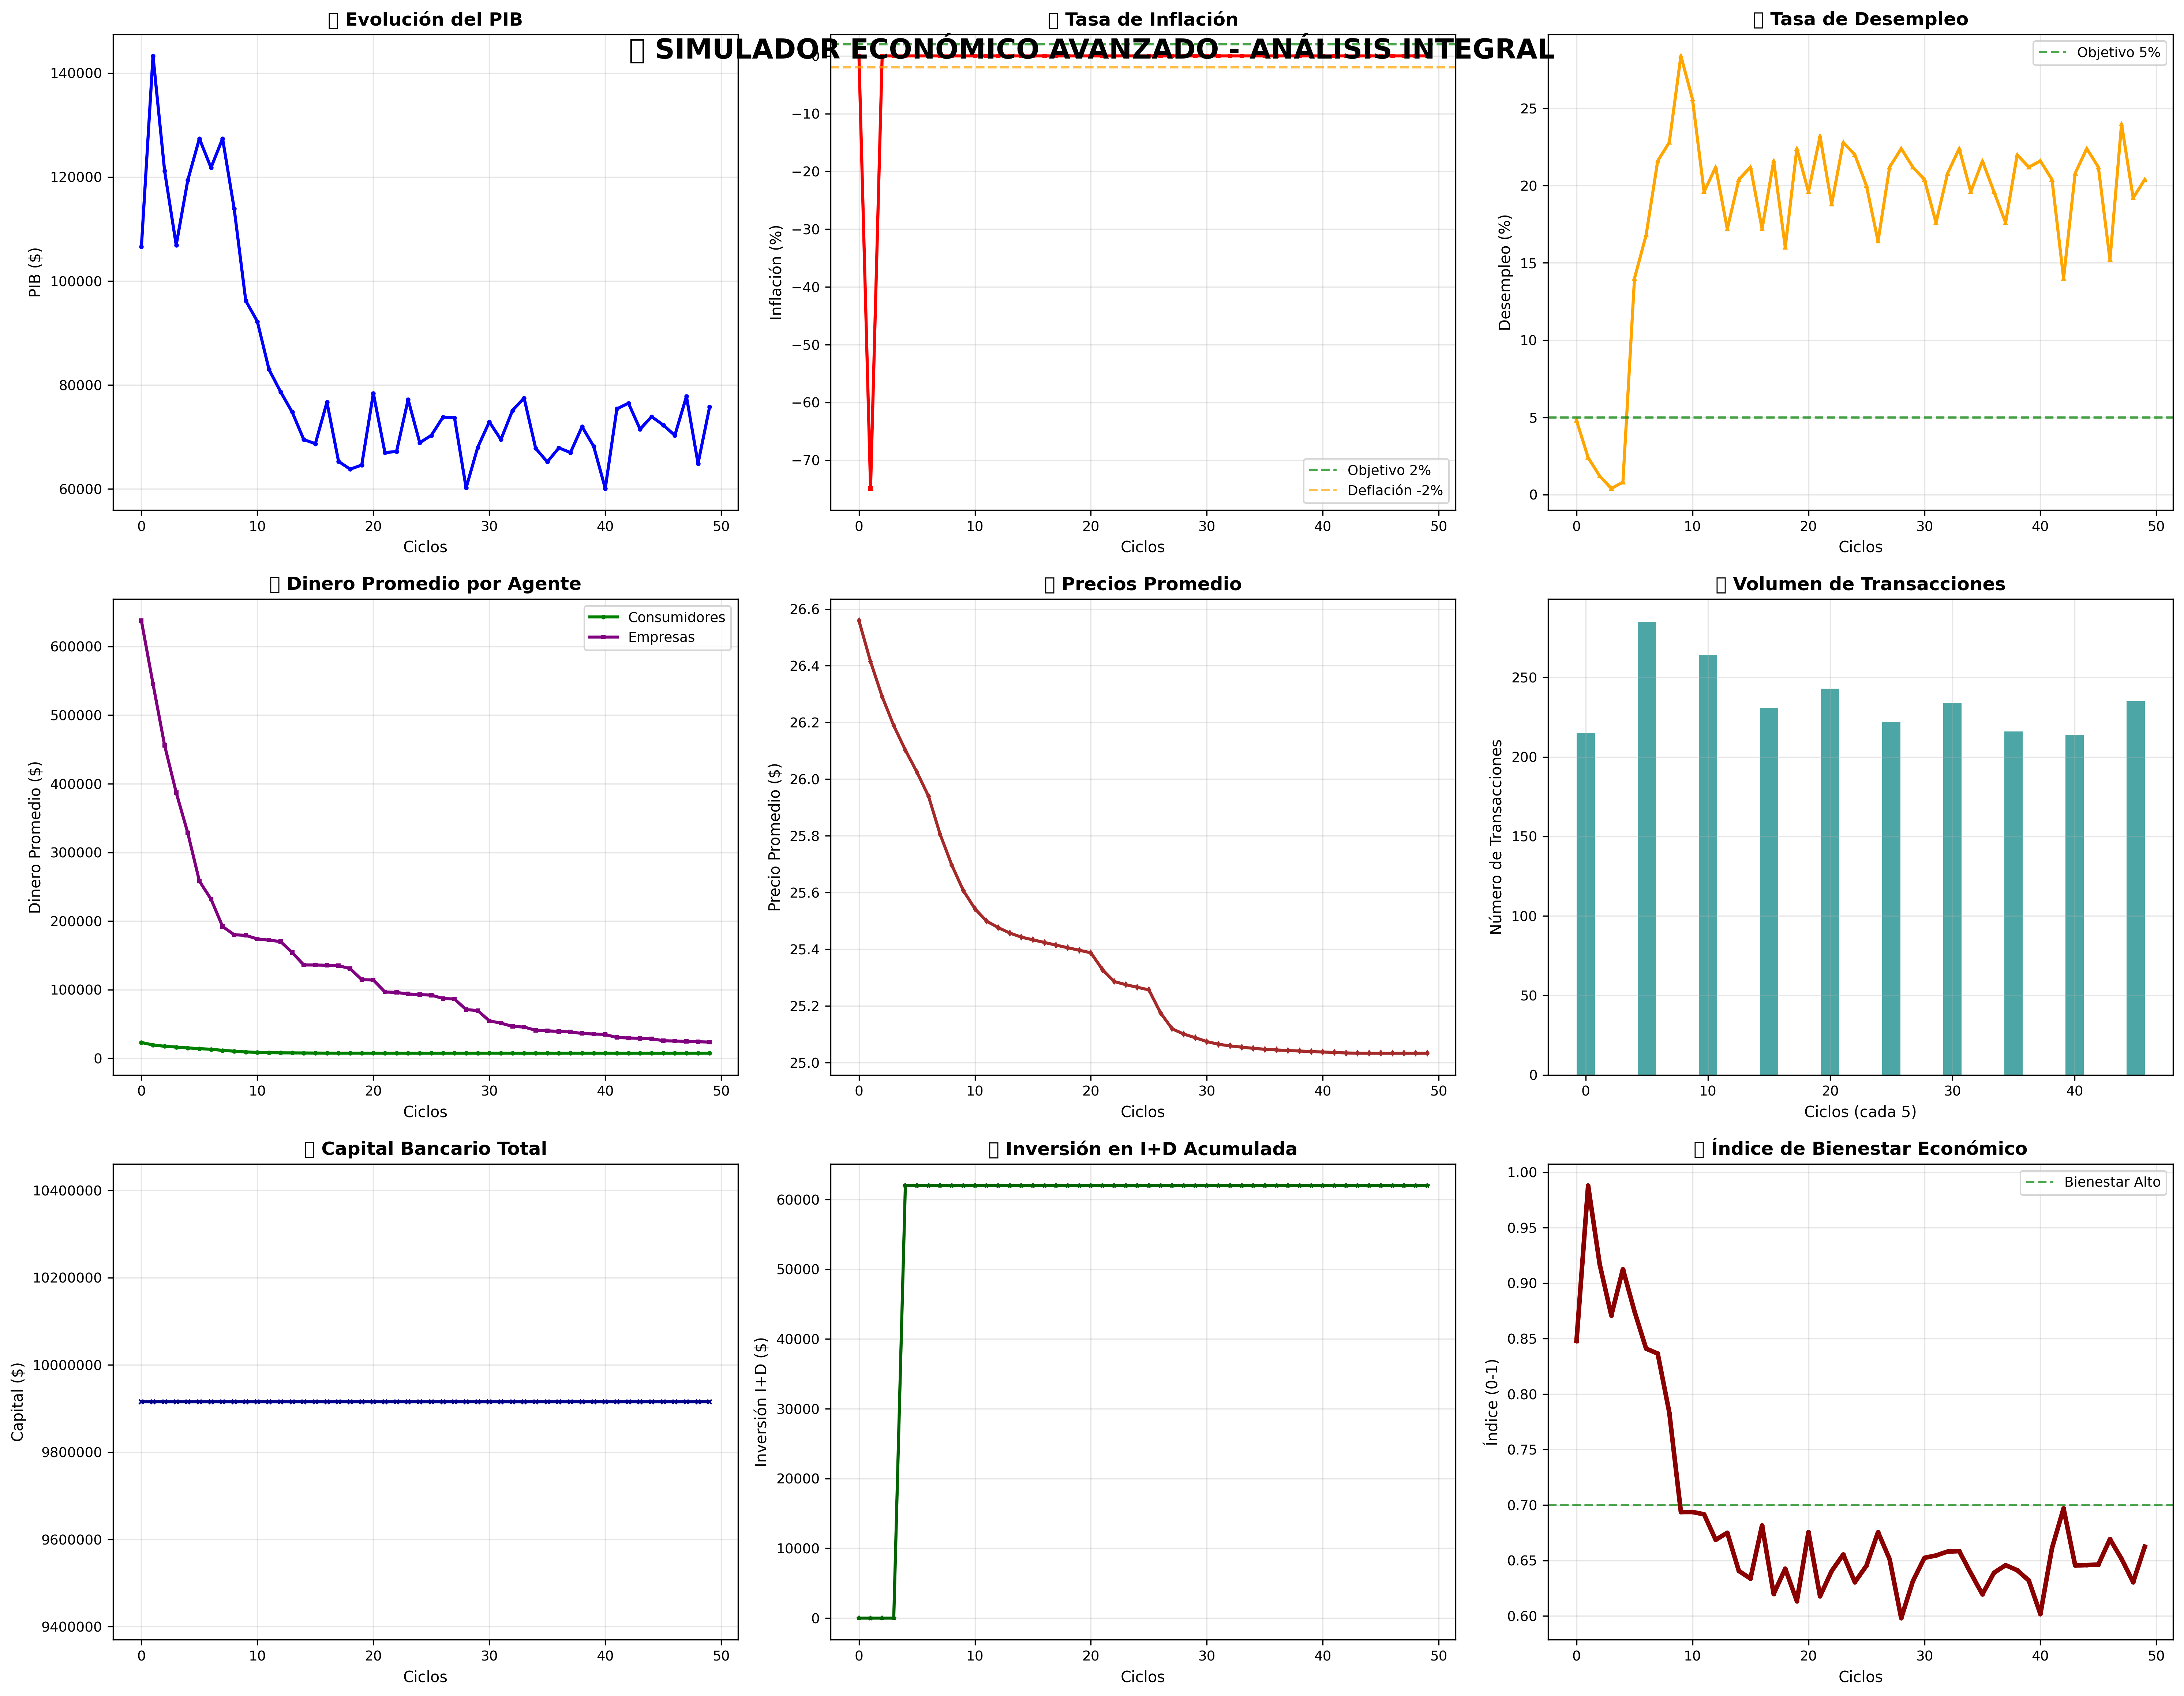 Evolución del PIB
Tasa de Inflación
Tasa de Desempleo
SIMULADOR ECONÓMICO AVANZADO - ANÁLISIS INTEGRAL
PIB ($)
140000
120000
100000
80000
60000
0 10 20 30 40 50
Ciclos
Inflación (%)
−10
−20
−30
−40
−50
−60
−70
Objetivo 2%
Deflación -2%
0 10 20 30 40 50
Ciclos
Desempleo (%)
Objetivo 5%
25
20
15
10
5
0
0 10 20 30 40 50
Ciclos
Dinero Promedio por Agente
Dinero Promedio ($)
Consumidores
Empresas
600000
500000
400000
300000
200000
100000
0
0 10 20 30 40 50
Ciclos
Precios Promedio
Precio Promedio ($)
26.6
26.4
26.2
26.0
25.8
25.6
25.4
25.2
25.0
0 10 20 30 40 50
Ciclos
Volumen de Transacciones
Número de Transacciones
250
200
150
100
50
0
0 10 20 30 40
Ciclos (cada 5)
Capital Bancario Total
Capital ($)
10400000
10200000
10000000
9800000
9600000
9400000
0 10 20 30 40 50
Ciclos
Inversión en I+D Acumulada
Inversión I+D ($)
60000
50000
40000
30000
20000
10000
0
0 10 20 30 40 50
Ciclos
Índice de Bienestar Económico
Índice (0-1)
Bienestar Alto
1.00
0.95
0.90
0.85
0.80
0.75
0.70
0.65
0.60
0 10 20 30 40 50
Ciclos